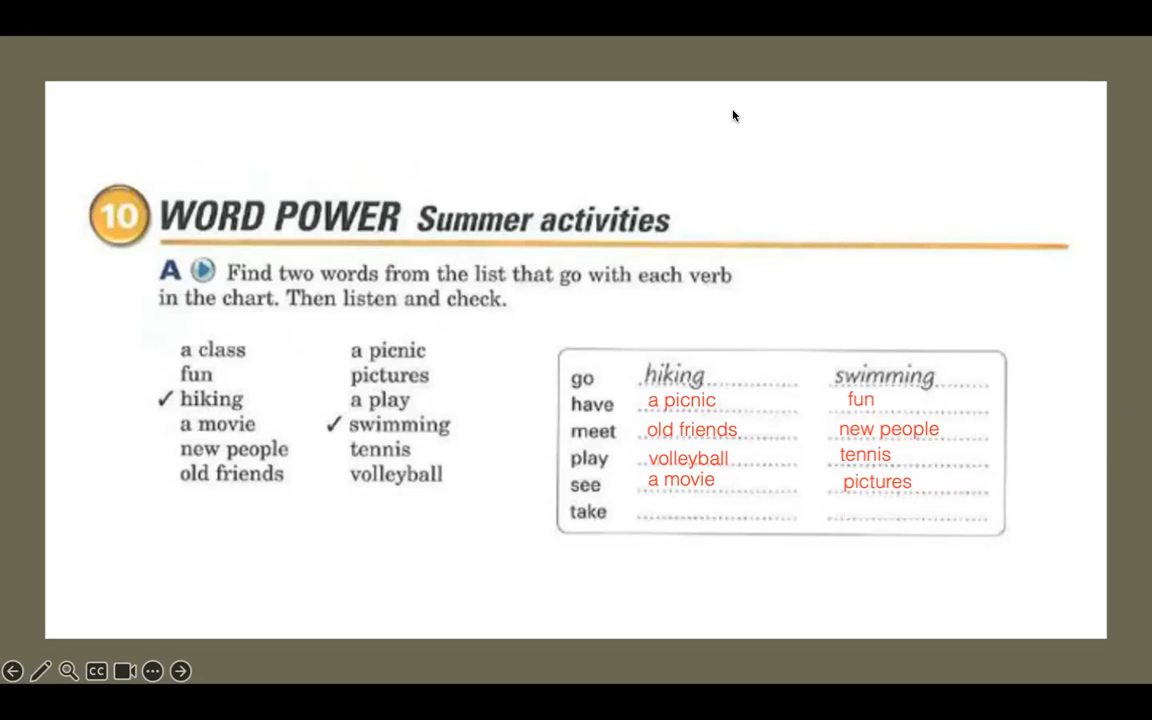 10 WORD POWER Summer activities
A Find two words from the list that go with each verb
in the chart. Then listen and check.
a class
fun
✓ hiking
a movie
new people
old friends
a picnic
pictures
a play
✓ swimming
tennis
volleyball
go hiking swimming
have a picnic fun
meet old friends new people
play volleyball tennis
see a movie pictures
take
CC